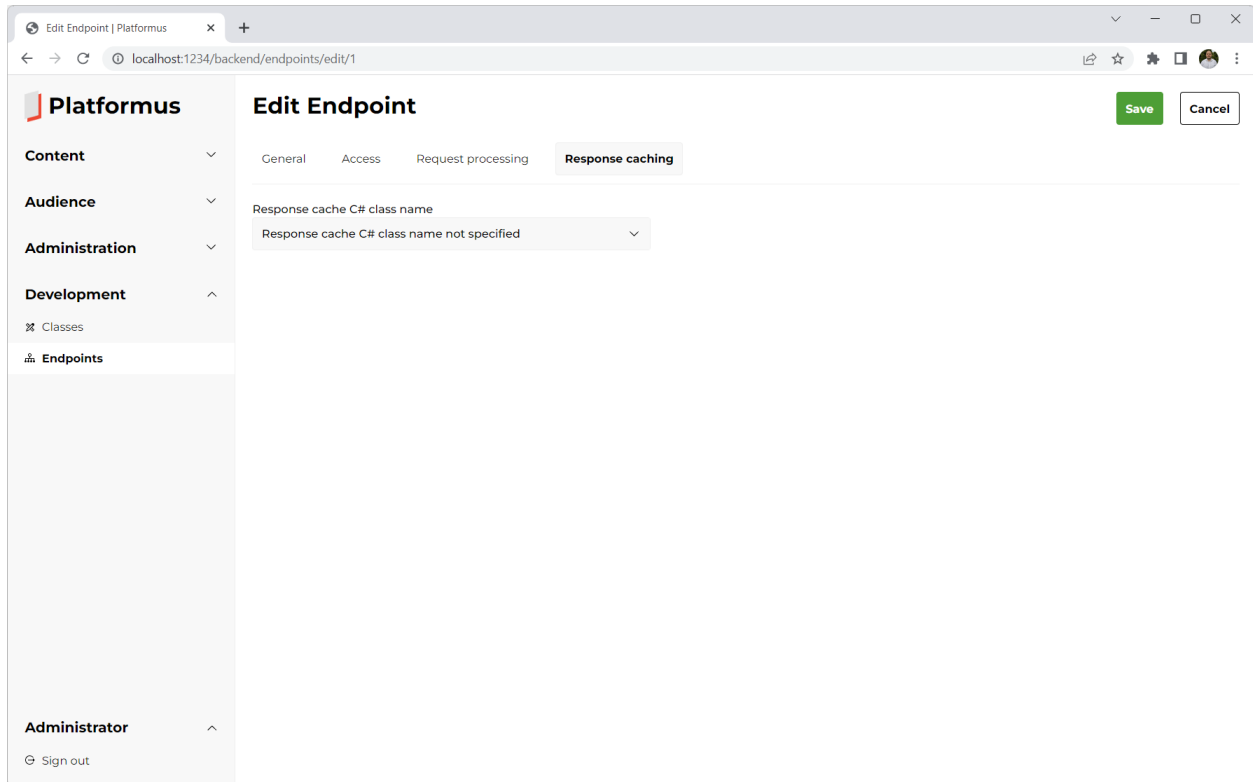 Edit Endpoint | Platformus
localhost:1234/backend/endpoints/edit/1
Platformus
Content
Audience
Administration
Development
Classes
Endpoints
Administrator
Sign out
Edit Endpoint
Save
Cancel
General
Access
Request processing
Response caching
Response cache C# class name
Response cache C# class name not specified